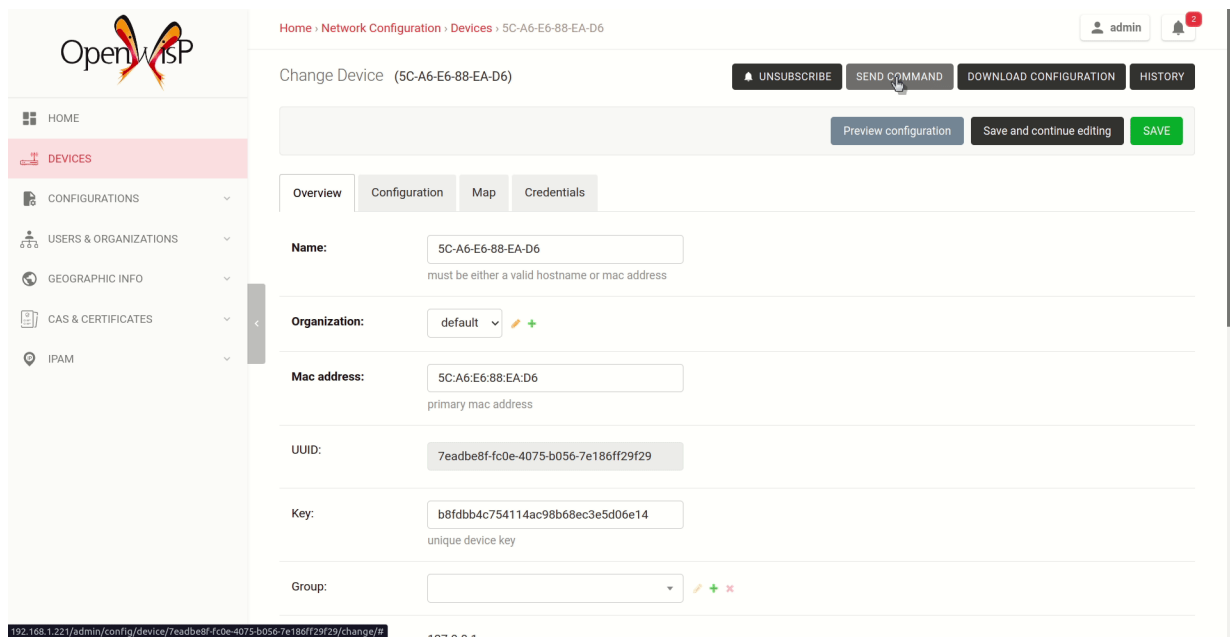 OpenWisP
Home › Network Configuration › Devices › 5C-A6-E6-88-EA-D6
admin
2
Change Device (5C-A6-E6-88-EA-D6)
UNSUBSCRIBE
SEND COMMAND
DOWNLOAD CONFIGURATION
HISTORY
HOME
DEVICES
CONFIGURATIONS
USERS & ORGANIZATIONS
GEOGRAPHIC INFO
CAS & CERTIFICATES
IPAM
Preview configuration
Save and continue editing
SAVE
Overview
Configuration
Map
Credentials
Name:
5C-A6-E6-88-EA-D6
must be either a valid hostname or mac address
Organization:
default
Mac address:
5C:A6:E6:88:EA:D6
primary mac address
UUID:
7eadbe8f-fc0e-4075-b056-7e186ff29f29
Key:
b8fdbb4c754114ac98b68ec3e5d06e14
unique device key
Group:
192.168.1.221/admin/config/device/7eadbe8f-fc0e-4075-b056-7e186ff29f29/change/#